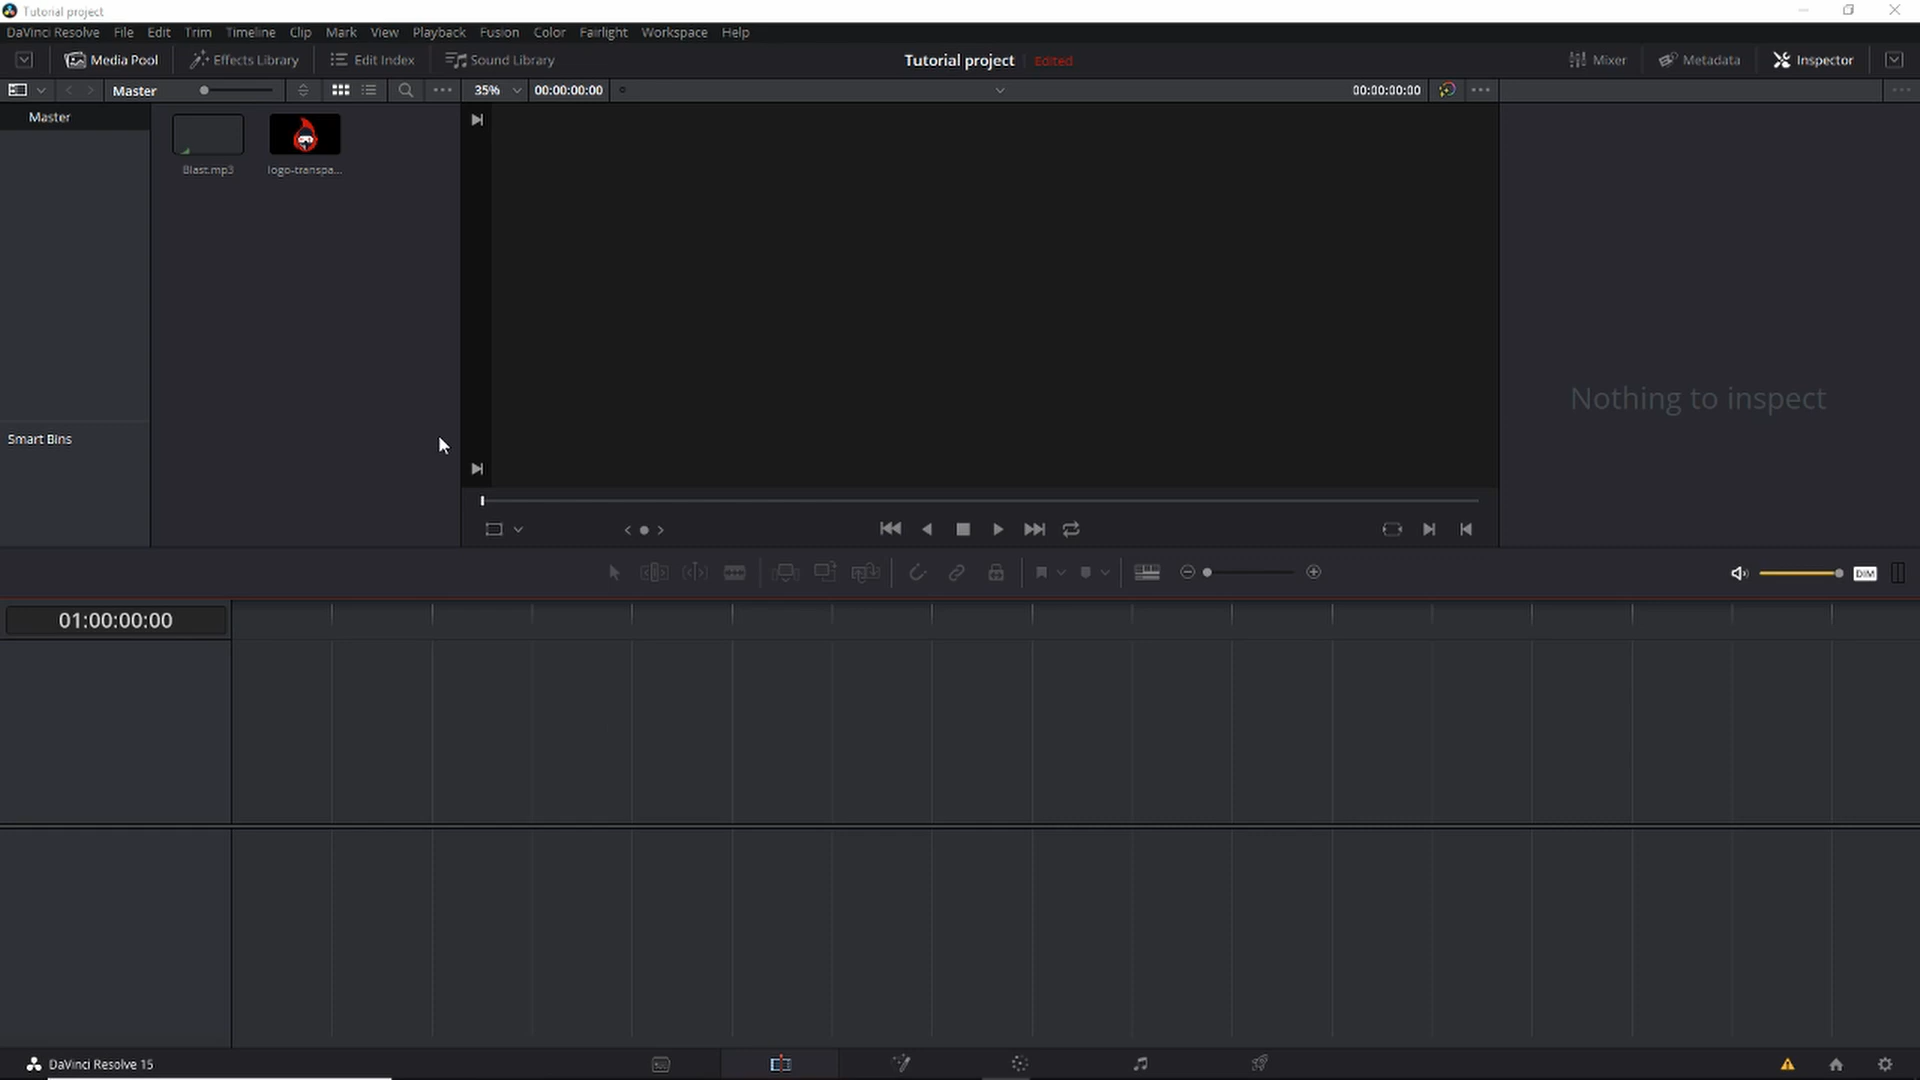 Tutorial project
DaVinci Resolve File Edit Trim Timeline Clip Mark View Playback Fusion Color Fairlight Workspace Help
Media Pool Effects Library Edit Index Sound Library Tutorial project Edited Mixer Metadata Inspector
Master 35% 00:00:00:00 00:00:00:00
Master
Blast.mp3 logo-transpa...
Nothing to inspect
Smart Bins
DIM
01:00:00:00
DaVinci Resolve 15